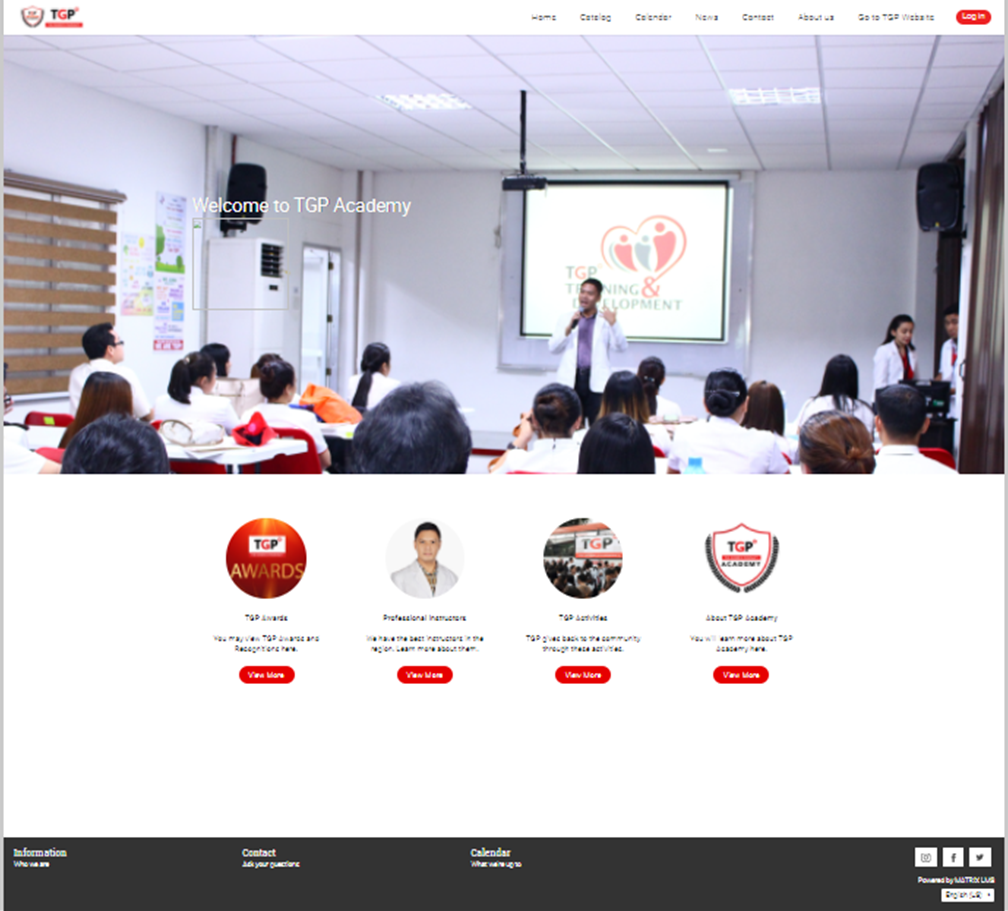 TGP
Home Catalog Calendar News Contact About us Go to TGP Website Log in
Welcome to TGP Academy
TGP
TRAINING &
DEVELOPMENT
TGP
AWARDS
TGP
TGP
ACADEMY
TGP Awards
You may view TGP Awards and
Recognitions here.
View More
Professional Instructors
We have the best instructors in the
region. Learn more about them.
View More
TGP Activities
TGP gives back to the community
through these activities.
View More
About TGP Academy
You will learn more about TGP
Academy here.
View More
Information
Who we are
Contact
Ask your questions
Calendar
What we're up to
Powered by MATRIX LMS
English (US)